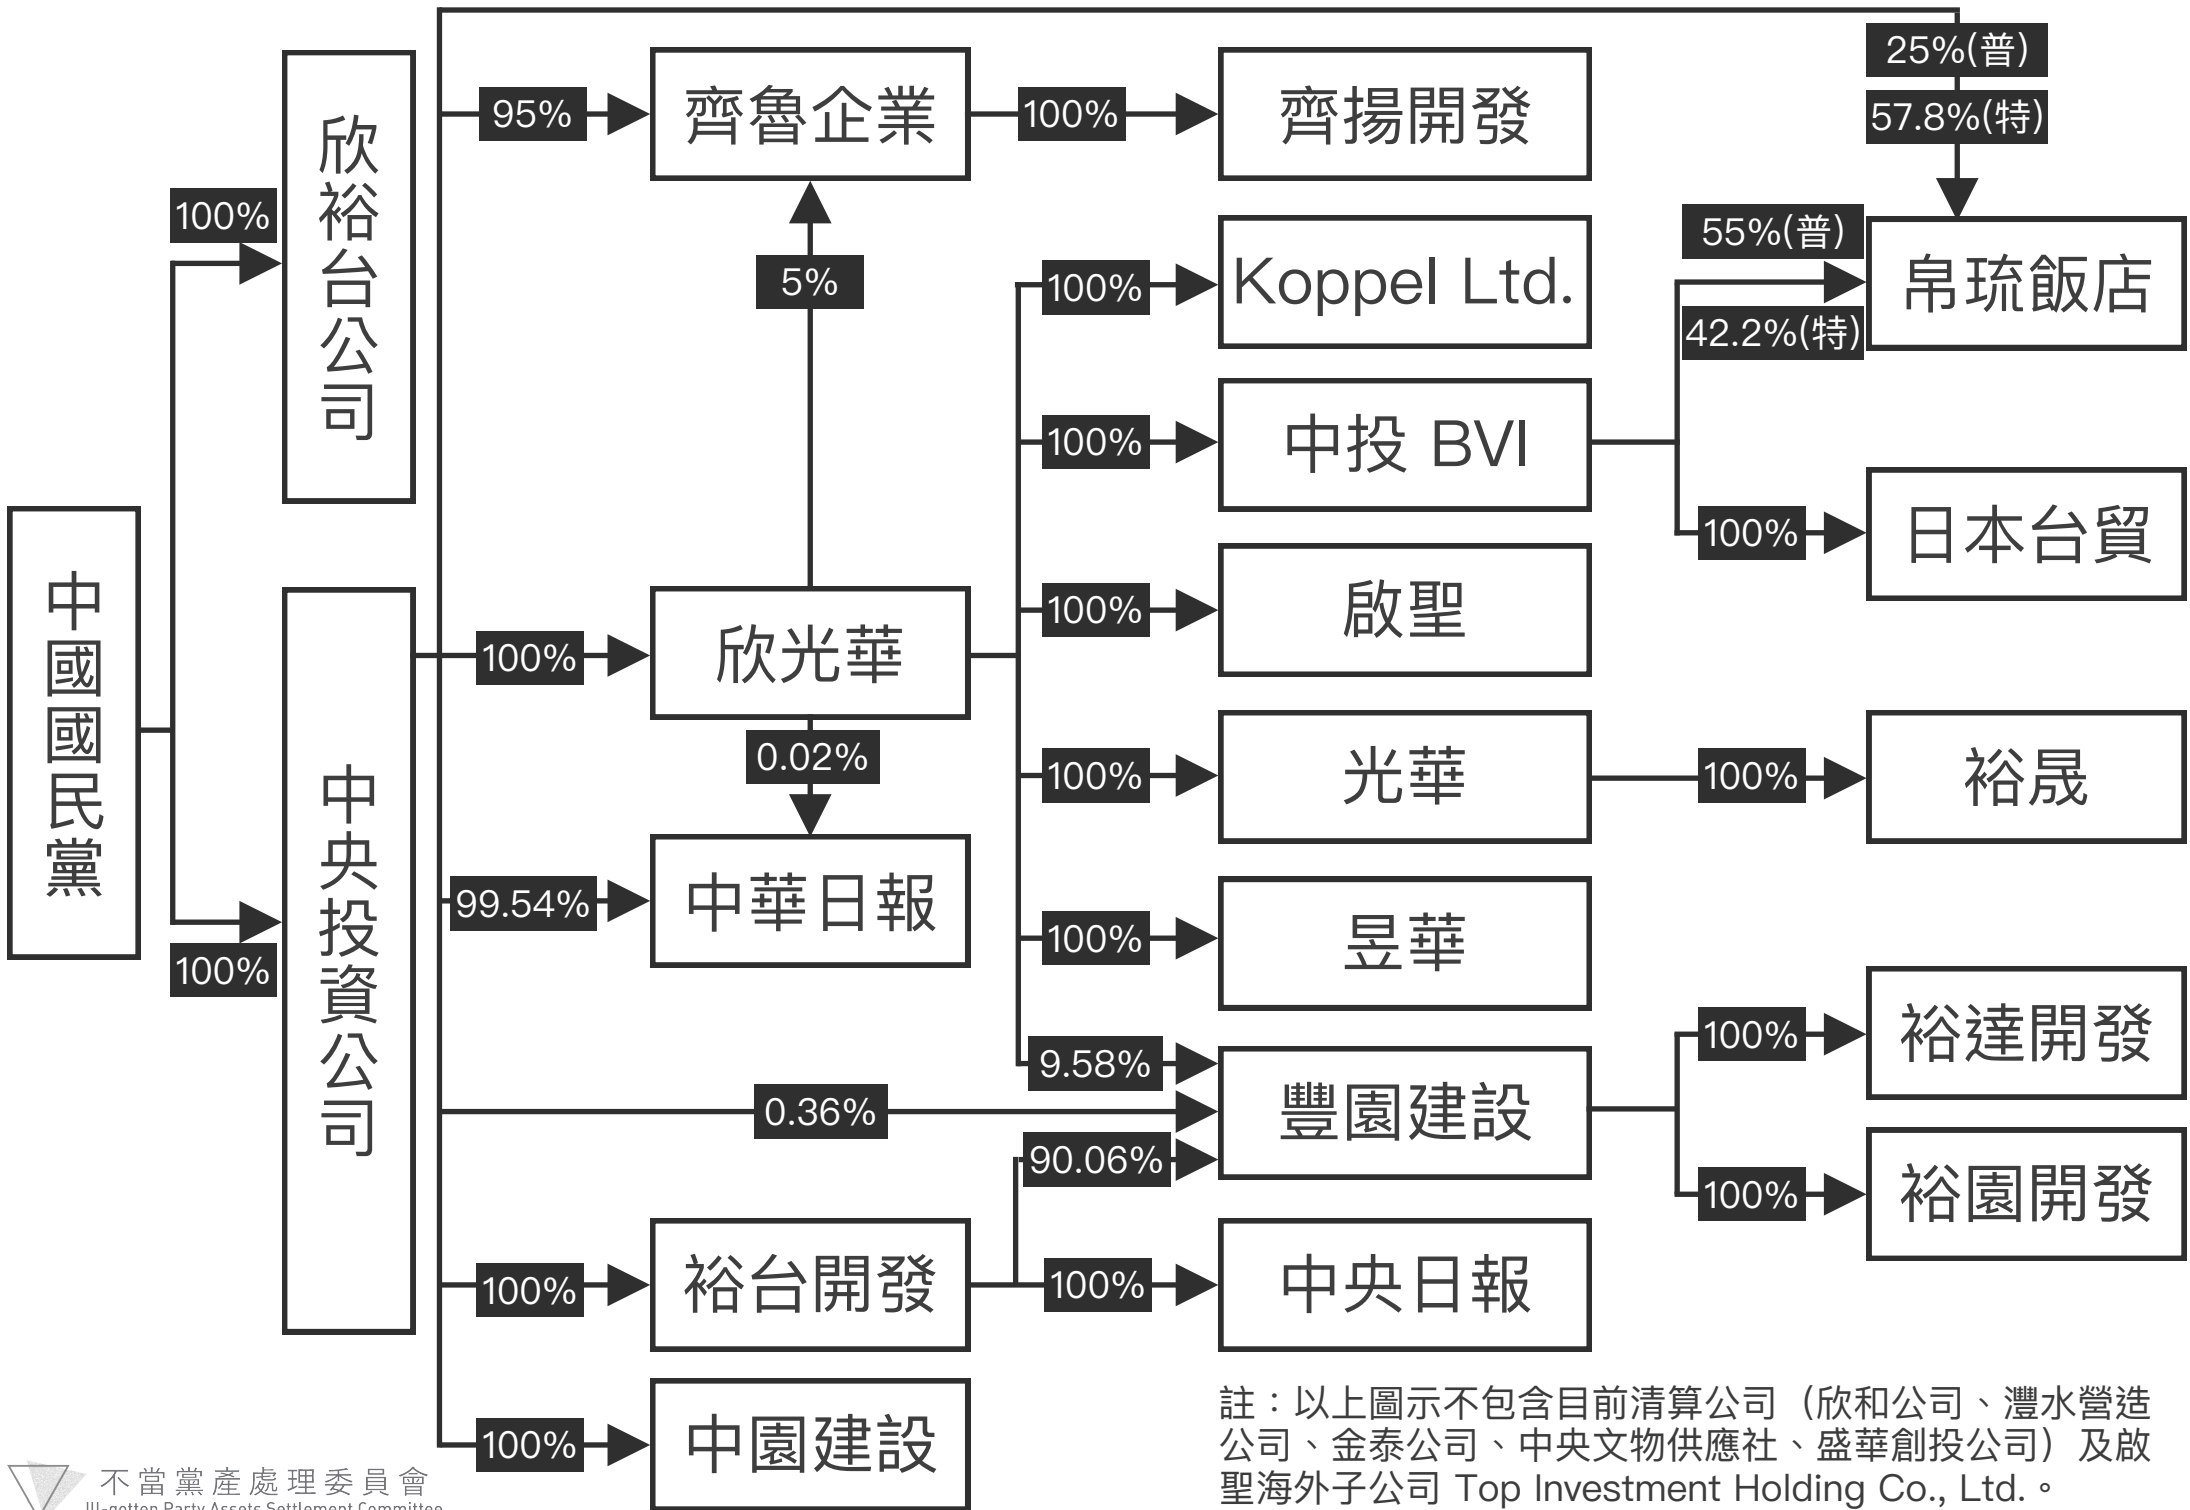 中國國民黨
100%
欣裕台公司
100%
中央投資公司
95%
齊魯企業
100%
齊揚開發
25%(普)
57.8%(特)
5%
100%
Koppel Ltd.
55%(普)
42.2%(特)
帛琉飯店
100%
中投 BVI
100%
日本台貿
100%
啟聖
100%
欣光華
0.02%
100%
光華
100%
裕晟
99.54%
中華日報
100%
昱華
9.58%
0.36%
90.06%
豐園建設
100%
裕達開發
100%
裕園開發
100%
裕台開發
100%
中央日報
100%
中園建設
註：以上圖示不包含目前清算公司（欣和公司、灃水營造
公司、金泰公司、中央文物供應社、盛華創投公司）及啟
聖海外子公司 Top Investment Holding Co., Ltd.。
不當黨產處理委員會
Ill-gotten Party Assets Settlement Committee